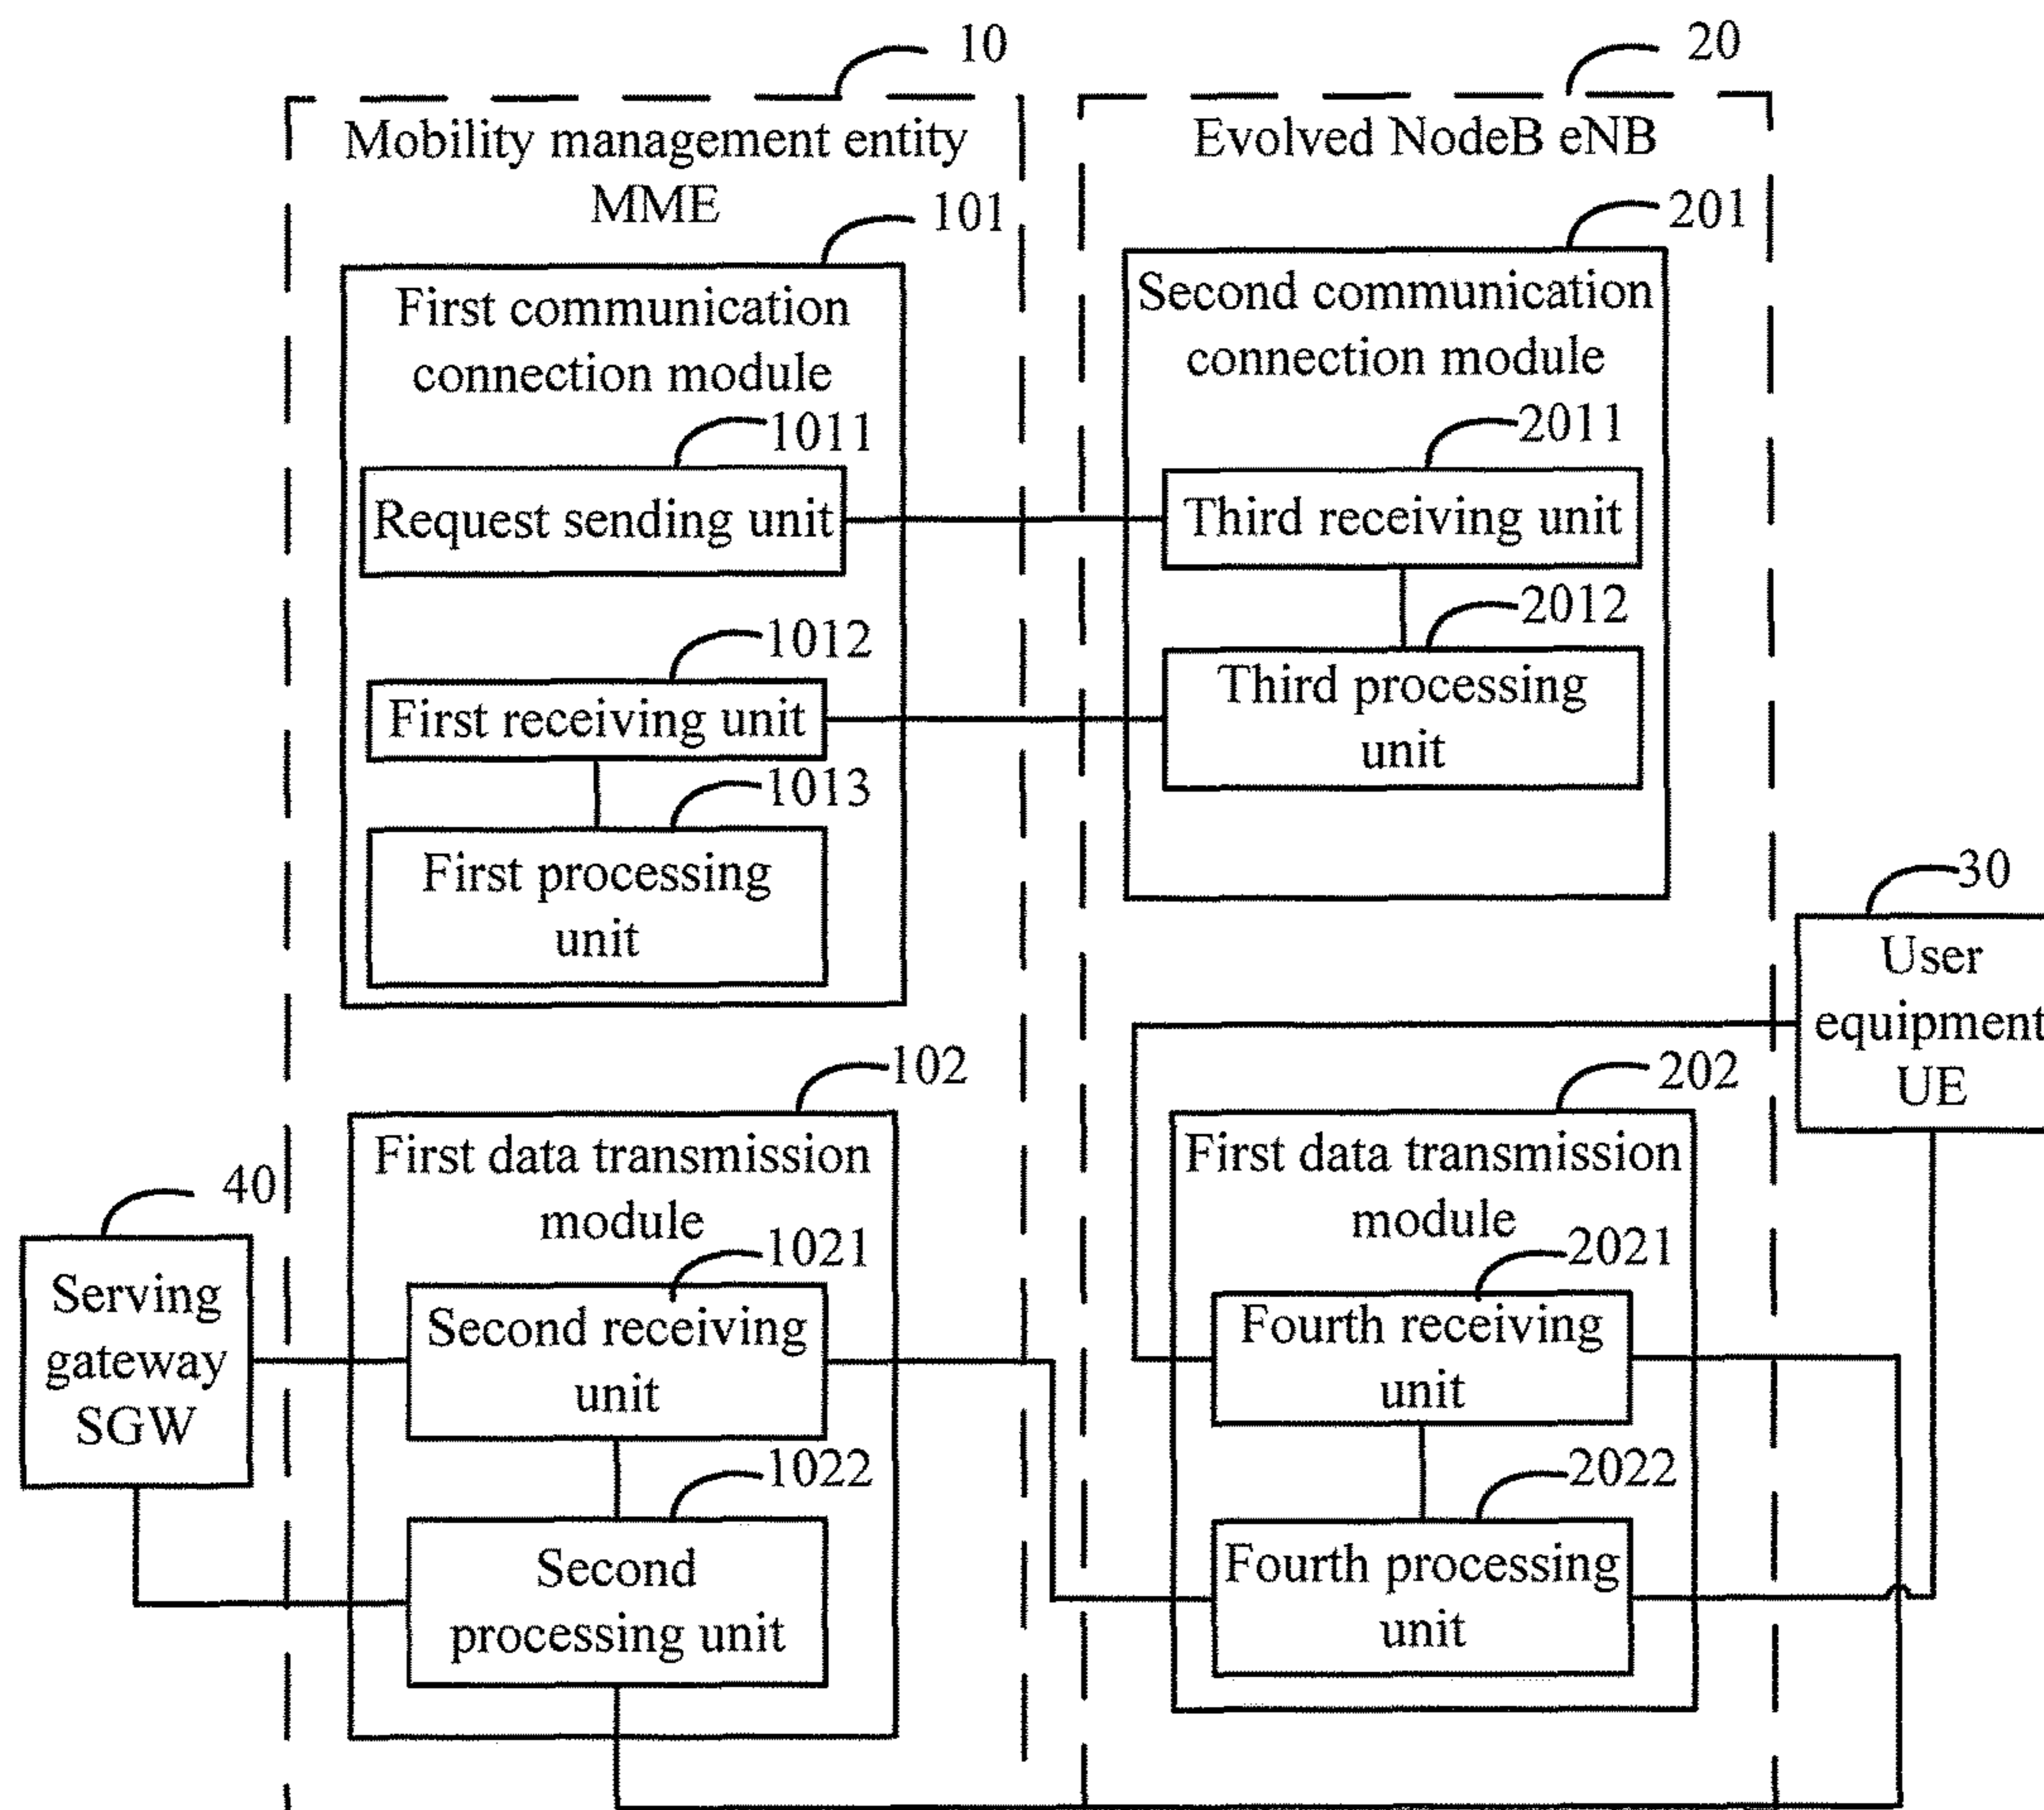 10
20
Mobility management entity
MME
Evolved NodeB eNB
101
201
First communication
connection module
Second communication
connection module
1011
2011
Request sending unit
Third receiving unit
1012
2012
First receiving unit
Third processing
unit
1013
First processing
unit
30
User
equipment
UE
102
202
First data transmission
module
First data transmission
module
40
Serving
gateway
SGW
1021
2021
Second receiving
unit
Fourth receiving
unit
1022
2022
Second
processing unit
Fourth processing
unit